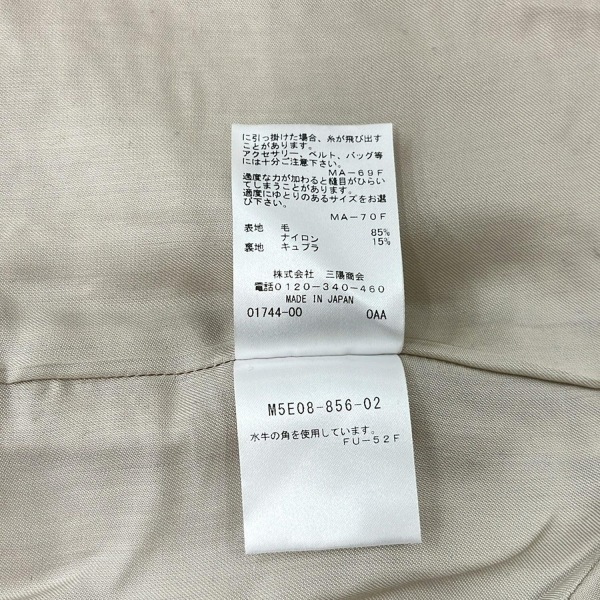 に引っ掛けた場合、糸が飛び出す
ことがあります。
アクセサリー、ベルト、バッグ等
には十分ご注意下さい。
MA-69F
過度な力が加わると縫目がひらい
てしまうことがあります。
適度にゆとりのあるサイズをお選
び下さい。
MA-70F
表地 毛 85%
ナイロン 15%
裏地 キュプラ
株式会社 三陽商会
電話0120-340-460
MADE IN JAPAN
01744-00 0AA
M5E08-856-02
水牛の角を使用しています。
FU-52F